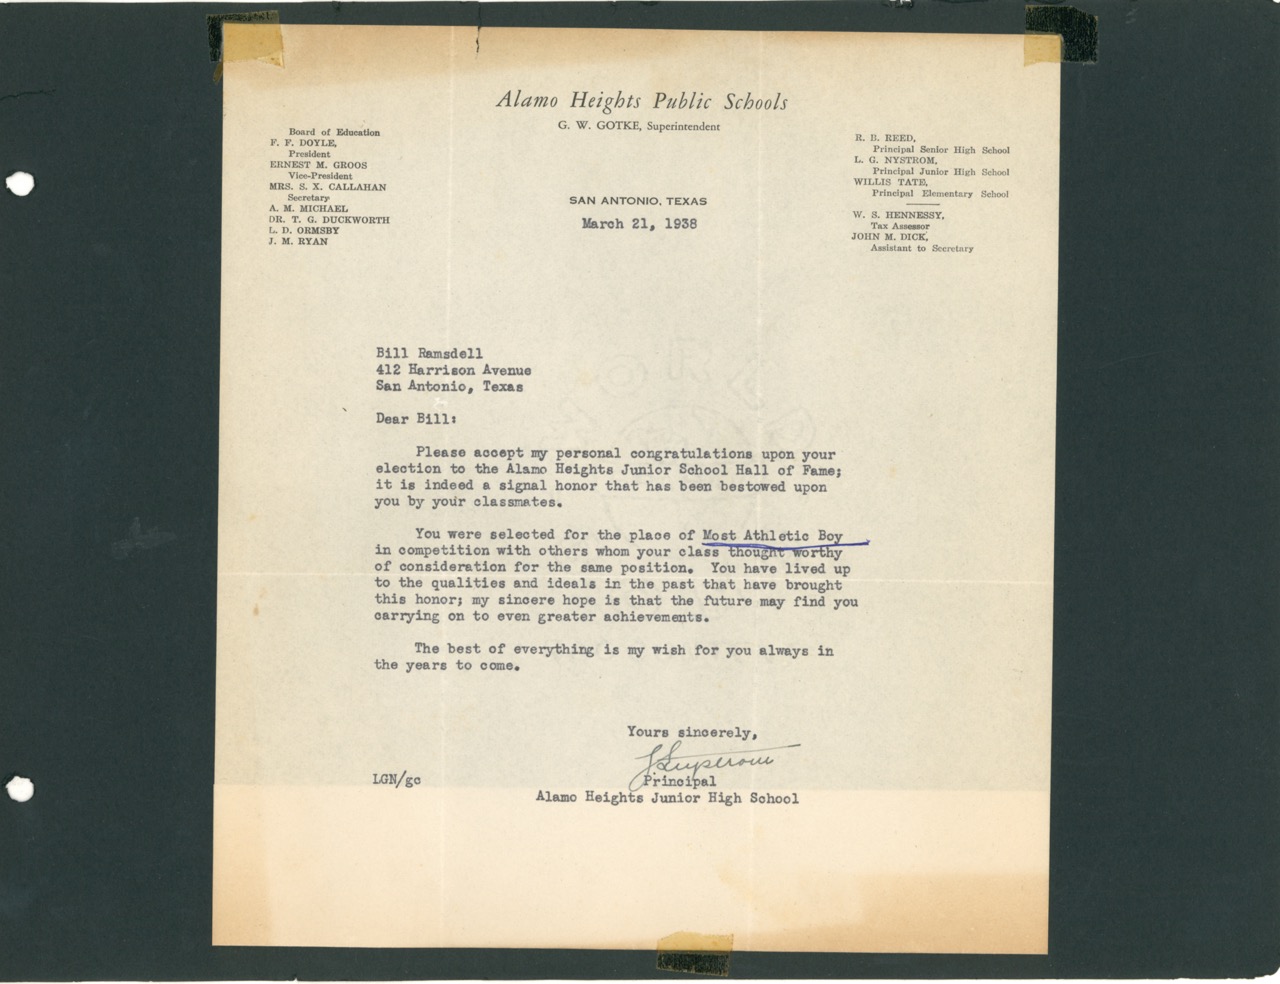 Alamo Heights Public Schools
G. W. GOTKE, Superintendent
Board of Education
F. F. DOYLE,
President
ERNEST M. GROOS
Vice-President
MRS. S. X. CALLAHAN
Secretary
A. M. MICHAEL
DR. T. G. DUCKWORTH
L. D. ORMSBY
J. M. RYAN
R. B. REED,
Principal Senior High School
L. G. NYSTROM,
Principal Junior High School
WILLIS TATE,
Principal Elementary School
W. S. HENNESSY,
Tax Assessor
JOHN M. DICK,
Assistant to Secretary
SAN ANTONIO, TEXAS
March 21, 1938
Bill Ramsdell
412 Harrison Avenue
San Antonio, Texas
Dear Bill:
Please accept my personal congratulations upon your
election to the Alamo Heights Junior School Hall of Fame;
it is indeed a signal honor that has been bestowed upon
you by your classmates.
You were selected for the place of Most Athletic Boy
in competition with others whom your class thought worthy
of consideration for the same position. You have lived up
to the qualities and ideals in the past that have brought
this honor; my sincere hope is that the future may find you
carrying on to even greater achievements.
The best of everything is my wish for you always in
the years to come.
Yours sincerely,
LGN/gc
Principal
Alamo Heights Junior High School